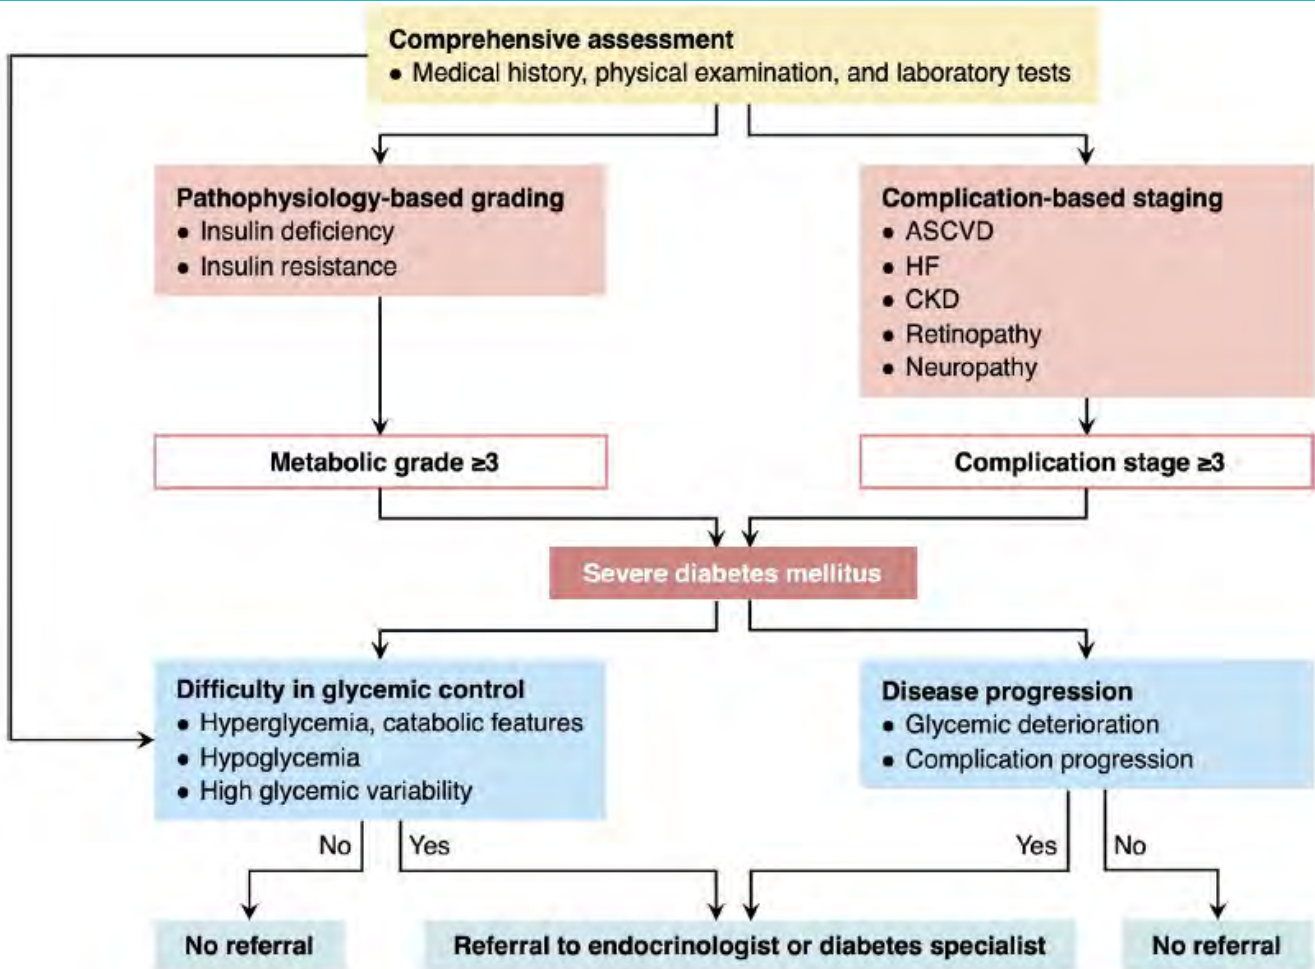 Comprehensive assessment
• Medical history, physical examination, and laboratory tests
Pathophysiology-based grading
• Insulin deficiency
• Insulin resistance
Complication-based staging
• ASCVD
• HF
• CKD
• Retinopathy
• Neuropathy
Metabolic grade ≥3
Complication stage ≥3
Severe diabetes mellitus
Difficulty in glycemic control
• Hyperglycemia, catabolic features
• Hypoglycemia
• High glycemic variability
Disease progression
• Glycemic deterioration
• Complication progression
No
Yes
Yes
No
No referral
Referral to endocrinologist or diabetes specialist
No referral